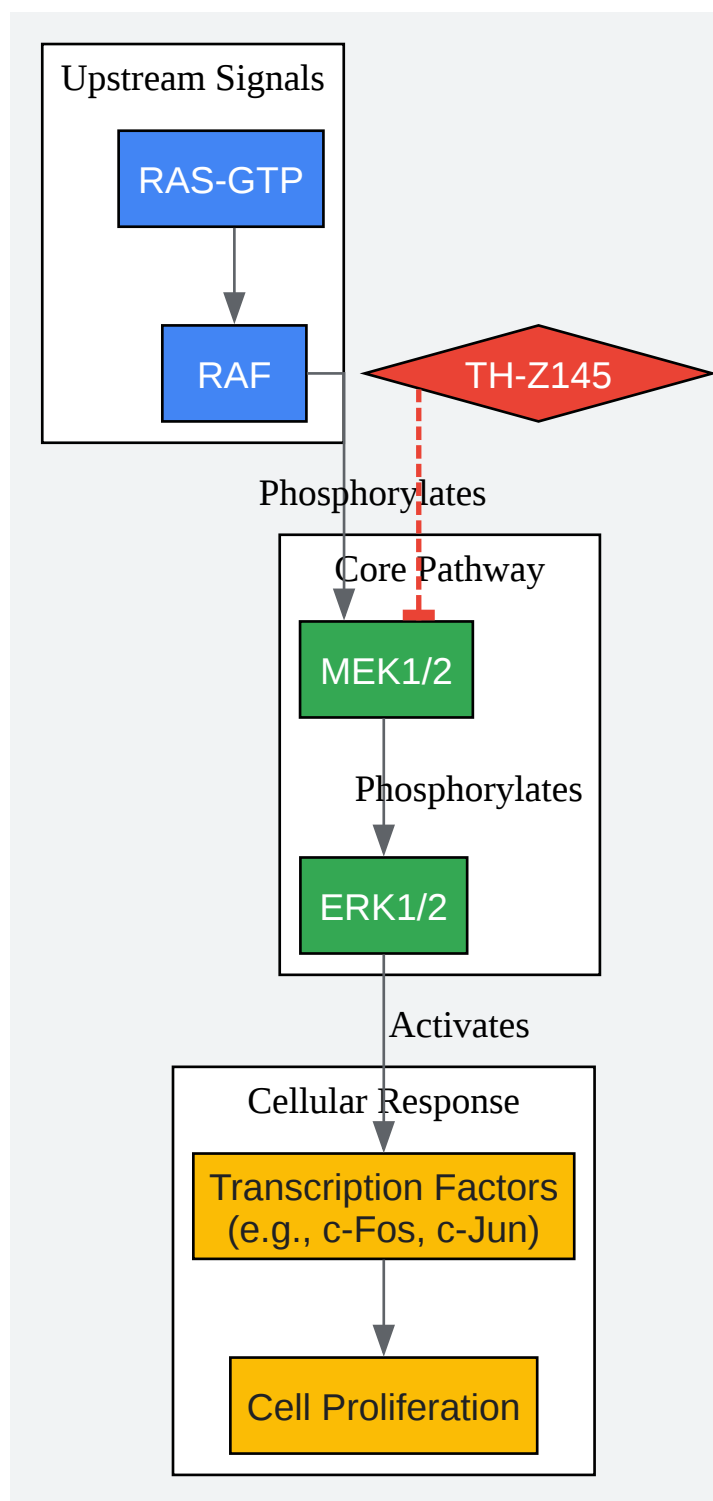 Upstream Signals
RAS-GTP
RAF
TH-Z145
Phosphorylates
Core Pathway
MEK1/2
Phosphorylates
ERK1/2
Activates
Cellular Response
Transcription Factors
(e.g., c-Fos, c-Jun)
Cell Proliferation